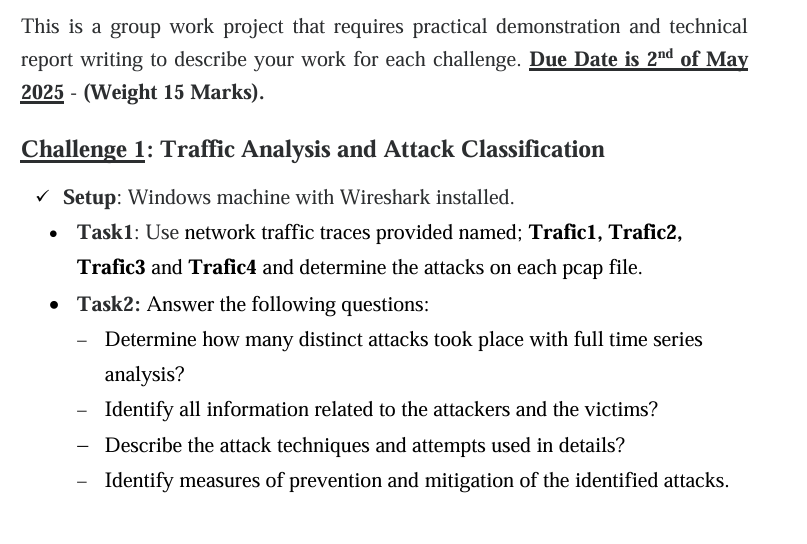 This is a group work project that requires practical demonstration and technical
report writing to describe your work for each challenge. Due Date is 2nd of May
2025 - (Weight 15 Marks).
Challenge 1: Traffic Analysis and Attack Classification
✓ Setup: Windows machine with Wireshark installed.
• Task1: Use network traffic traces provided named; Trafic1, Trafic2,
Trafic3 and Trafic4 and determine the attacks on each pcap file.
• Task2: Answer the following questions:
– Determine how many distinct attacks took place with full time series
analysis?
– Identify all information related to the attackers and the victims?
– Describe the attack techniques and attempts used in details?
– Identify measures of prevention and mitigation of the identified attacks.